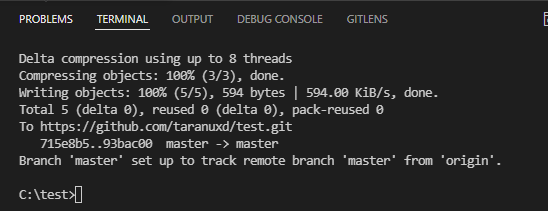 PROBLEMS TERMINAL OUTPUT DEBUG CONSOLE GITLENS
Delta compression using up to 8 threads
Compressing objects: 100% (3/3), done.
Writing objects: 100% (5/5), 594 bytes | 594.00 KiB/s, done.
Total 5 (delta 0), reused 0 (delta 0), pack-reused 0
To https://github.com/taranuxd/test.git
   715e8b5..93bac00  master -> master
Branch 'master' set up to track remote branch 'master' from 'origin'.
C:\test>